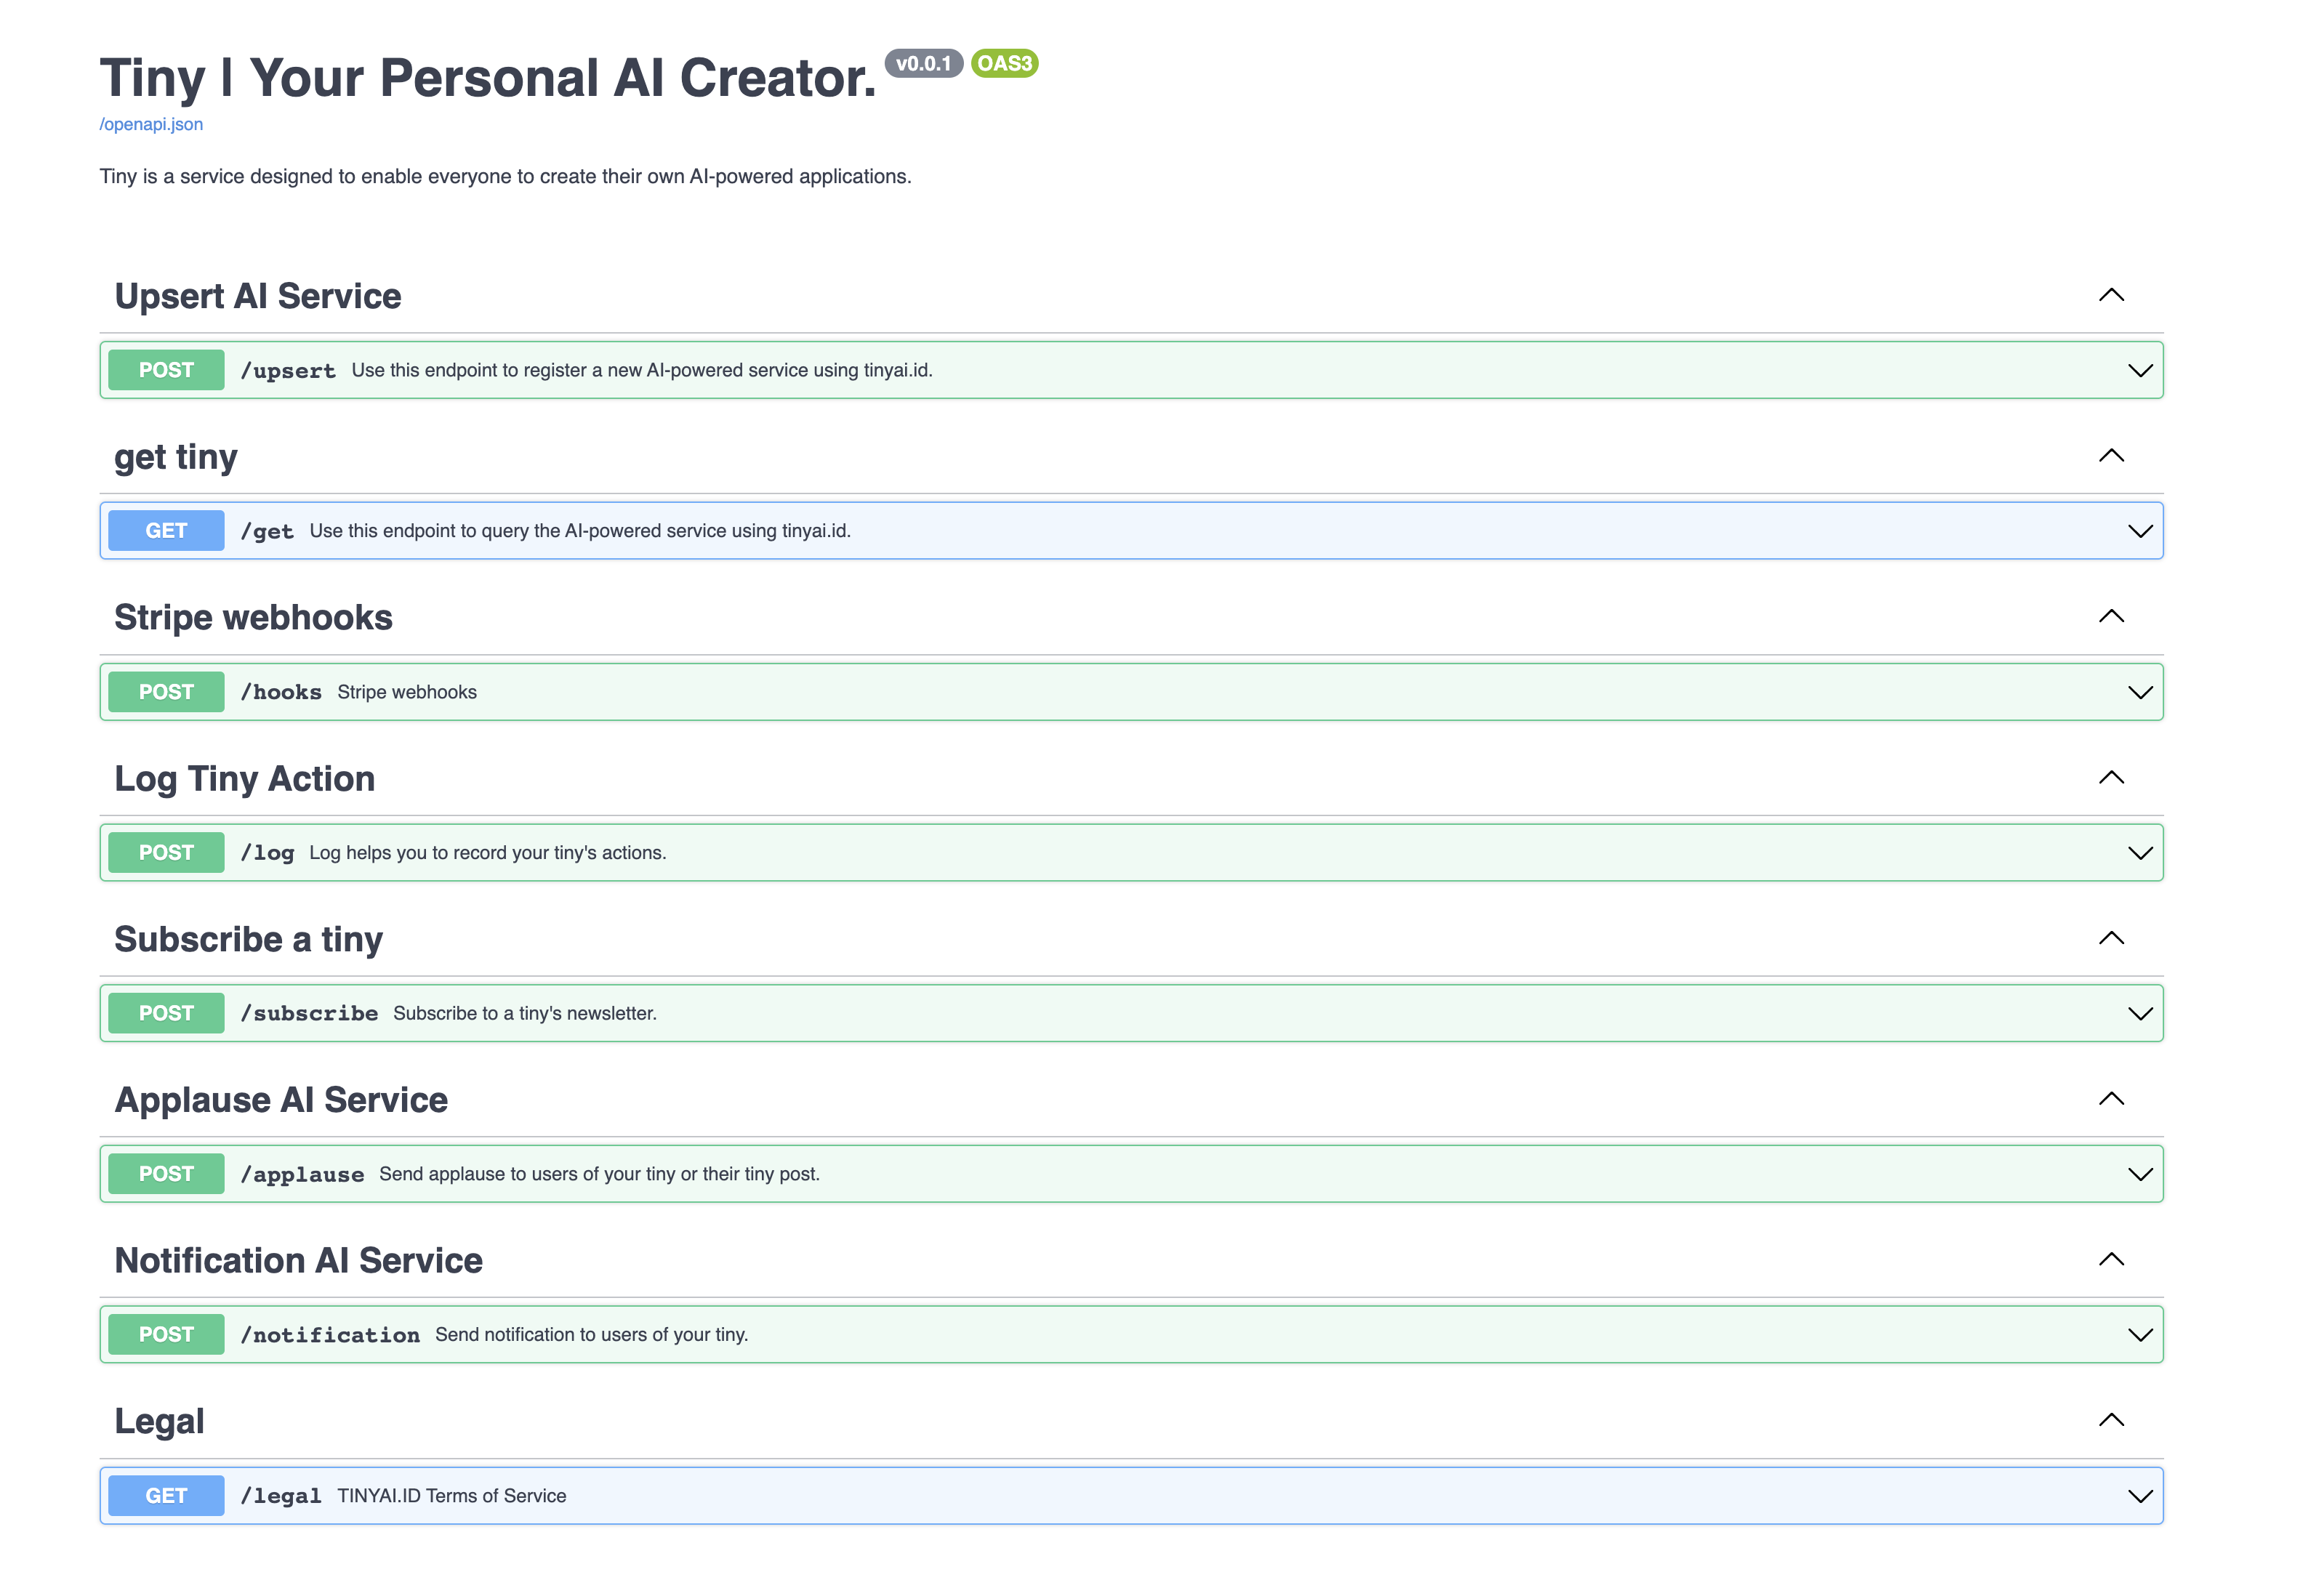 Tiny | Your Personal AI Creator. v0.0.1 OAS3
/openapi.json
Tiny is a service designed to enable everyone to create their own AI-powered applications.
Upsert AI Service
POST /upsert Use this endpoint to register a new AI-powered service using tinyai.id.
get tiny
GET /get Use this endpoint to query the AI-powered service using tinyai.id.
Stripe webhooks
POST /hooks Stripe webhooks
Log Tiny Action
POST /log Log helps you to record your tiny's actions.
Subscribe a tiny
POST /subscribe Subscribe to a tiny's newsletter.
Applause AI Service
POST /applause Send applause to users of your tiny or their tiny post.
Notification AI Service
POST /notification Send notification to users of your tiny.
Legal
GET /legal TINYAI.ID Terms of Service